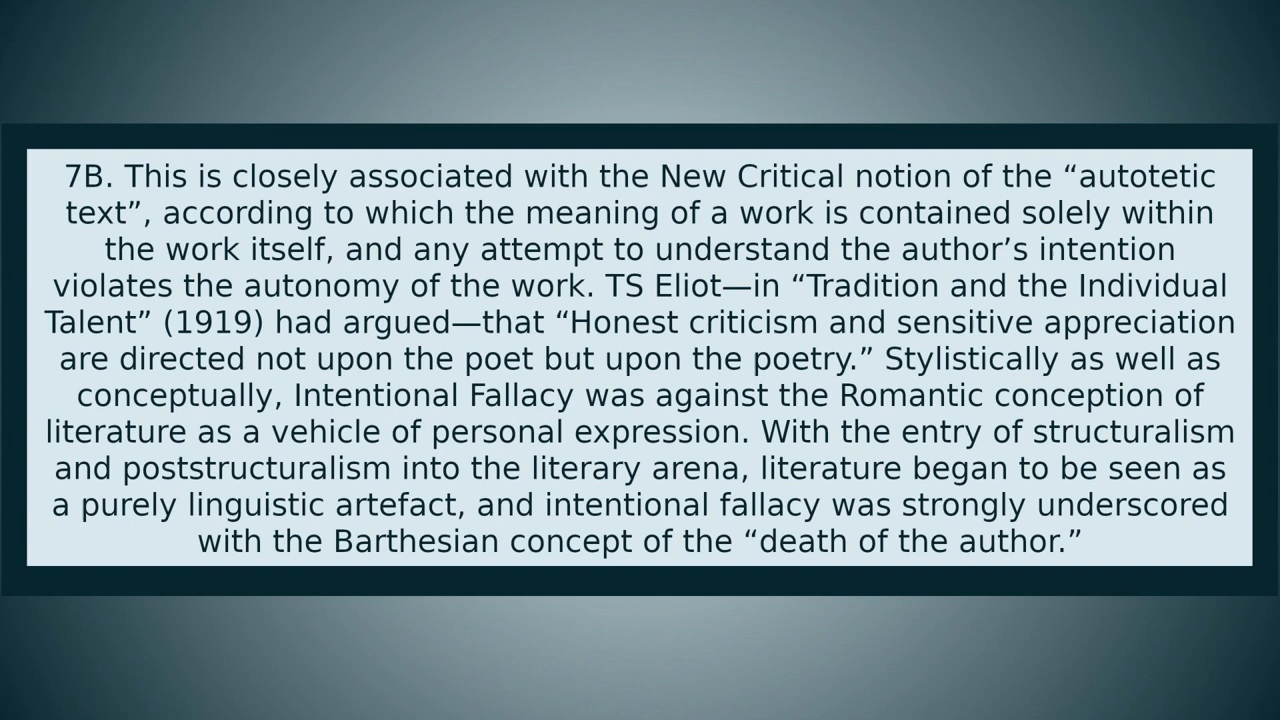 7B. This is closely associated with the New Critical notion of the “autotetic
text”, according to which the meaning of a work is contained solely within
the work itself, and any attempt to understand the author’s intention
violates the autonomy of the work. TS Eliot—in “Tradition and the Individual
Talent” (1919) had argued—that “Honest criticism and sensitive appreciation
are directed not upon the poet but upon the poetry.” Stylistically as well as
conceptually, Intentional Fallacy was against the Romantic conception of
literature as a vehicle of personal expression. With the entry of structuralism
and poststructuralism into the literary arena, literature began to be seen as
a purely linguistic artefact, and intentional fallacy was strongly underscored
with the Barthesian concept of the “death of the author.”